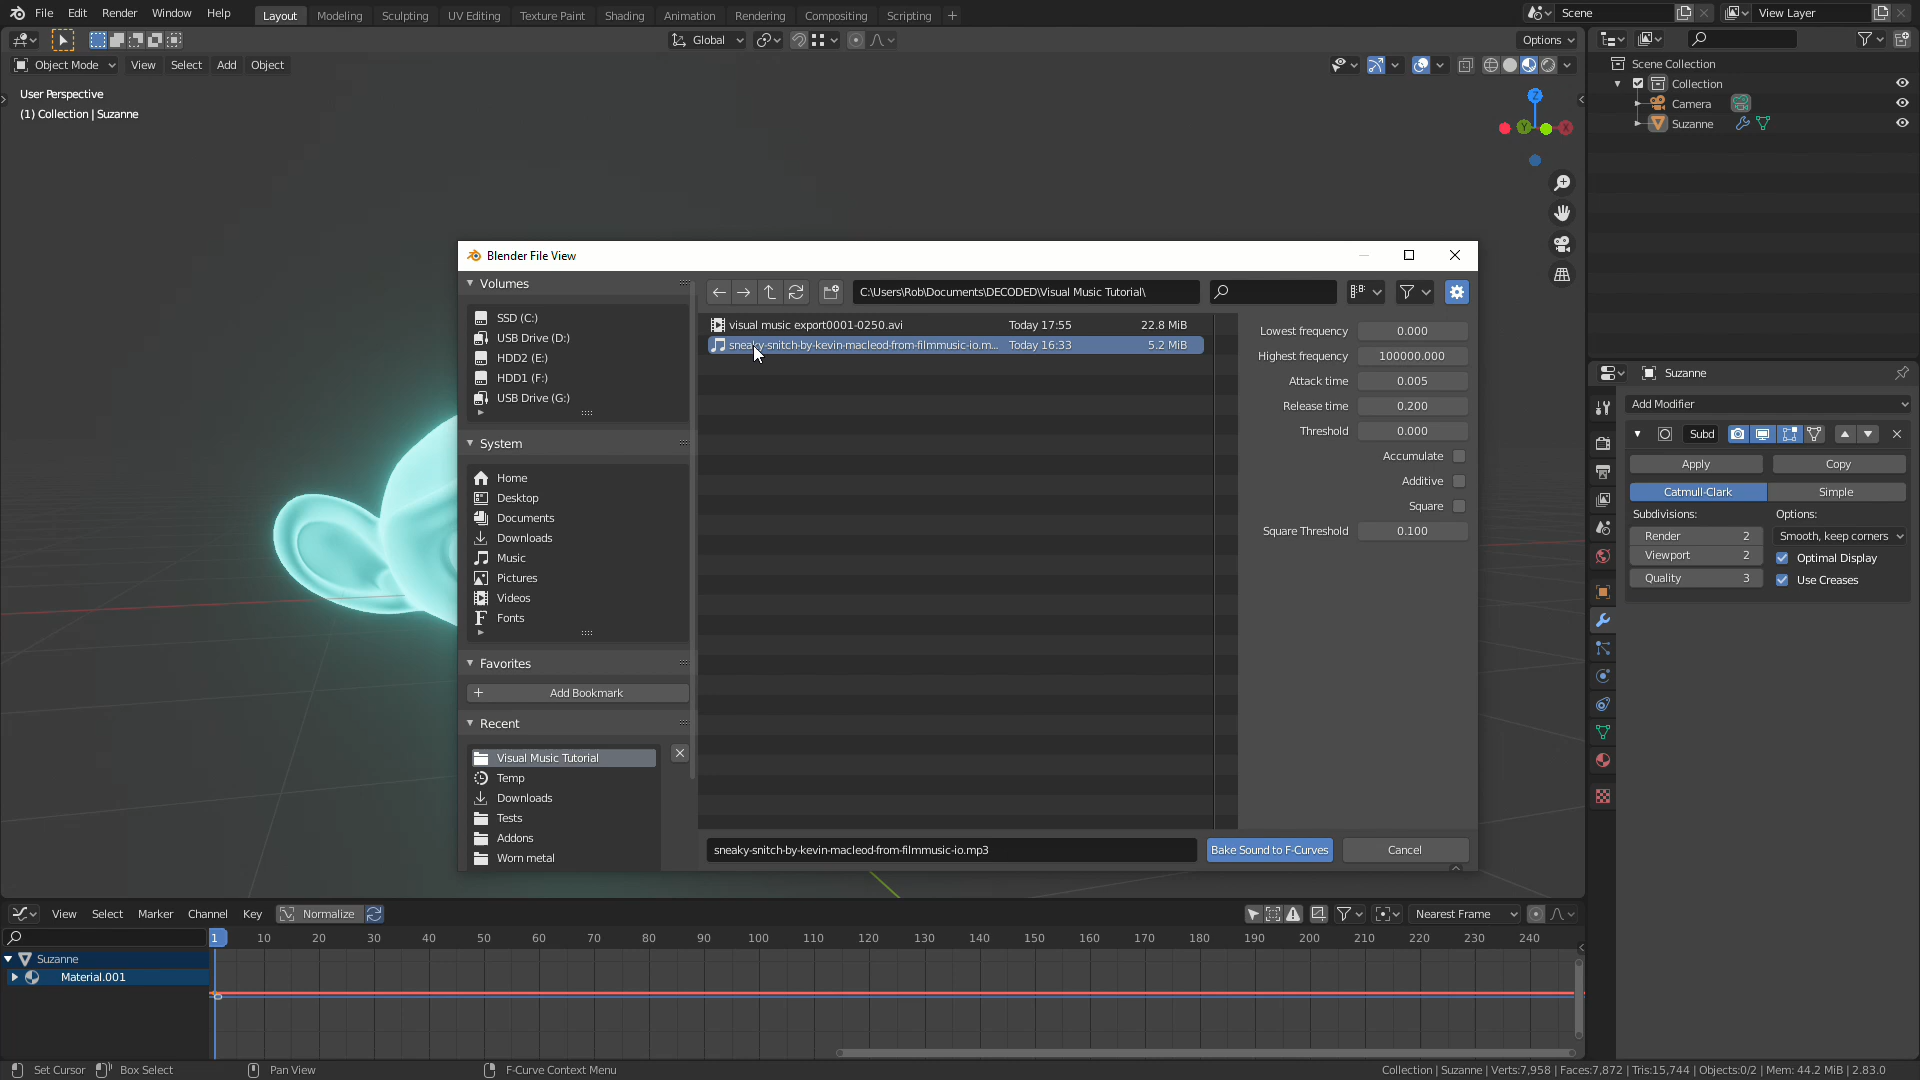 File Edit Render Window Help Layout Modeling Sculpting UV Editing Texture Paint Shading Animation Rendering Compositing Scripting + Scene View Layer
Global Options
Object Mode View Select Add Object
User Perspective
(1) Collection | Suzanne
Z
Y
X
Scene Collection
Collection
Camera
Suzanne
Blender File View
Volumes
SSD (C:)
USB Drive (D:)
HDD2 (E:)
HDD1 (F:)
USB Drive (G:)
System
Home
Desktop
Documents
Downloads
Music
Pictures
Videos
Fonts
Favorites
+ Add Bookmark
Recent
Visual Music Tutorial
Temp
Downloads
Tests
Addons
Worn metal
C:\Users\Rob\Documents\DECODED\Visual Music Tutorial\
visual music export0001-0250.avi Today 17:55 22.8 MiB
sneaky-snitch-by-kevin-macleod-from-filmmusic-io.m... Today 16:33 5.2 MiB
Lowest frequency 0.000
Highest frequency 100000.000
Attack time 0.005
Release time 0.200
Threshold 0.000
Accumulate
Additive
Square
Square Threshold 0.100
sneaky-snitch-by-kevin-macleod-from-filmmusic-io.mp3 Bake Sound to F-Curves Cancel
Suzanne
Add Modifier
Subd
Apply Copy
Catmull-Clark Simple
Subdivisions: Options:
Render 2 Smooth, keep corners
Viewport 2 Optimal Display
Quality 3 Use Creases
View Select Marker Channel Key Normalize Nearest Frame
1 10 20 30 40 50 60 70 80 90 100 110 120 130 140 150 160 170 180 190 200 210 220 230 240
Suzanne
Material.001
Set Cursor Box Select Pan View F-Curve Context Menu Collection | Suzanne | Verts:7,958 | Faces:7,872 | Tris:15,744 | Objects:0/2 | Mem: 44.2 MiB | 2.83.0